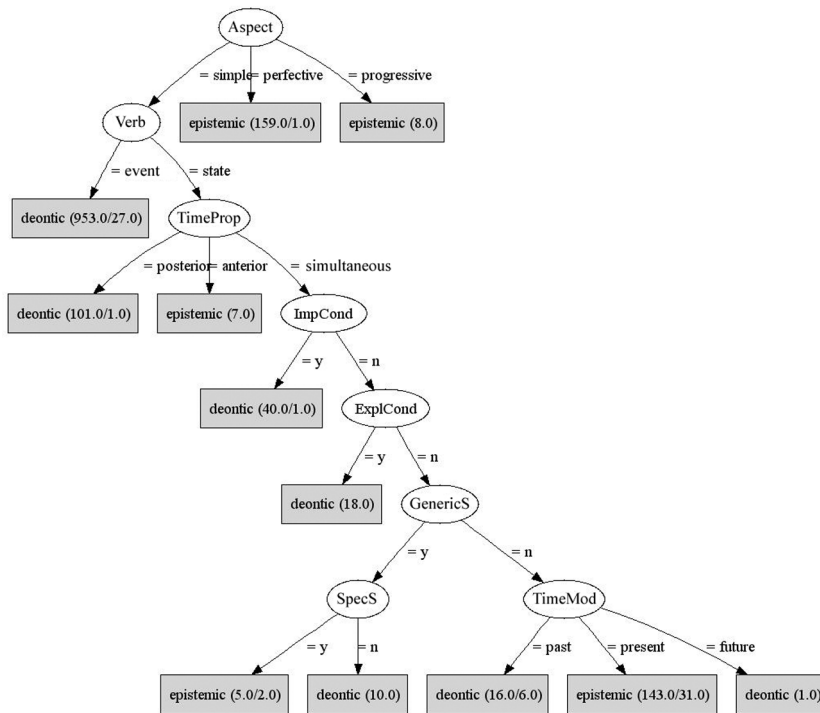 Aspect
= simple
= perfective
= progressive
Verb
epistemic (159.0/1.0)
epistemic (8.0)
= event
= state
deontic (953.0/27.0)
TimeProp
= posterior
= anterior
= simultaneous
deontic (101.0/1.0)
epistemic (7.0)
ImpCond
= y
= n
deontic (40.0/1.0)
ExplCond
= y
= n
deontic (18.0)
GenericS
= y
= n
SpecS
TimeMod
= y
= n
= past
= present
= future
epistemic (5.0/2.0)
deontic (10.0)
deontic (16.0/6.0)
epistemic (143.0/31.0)
deontic (1.0)